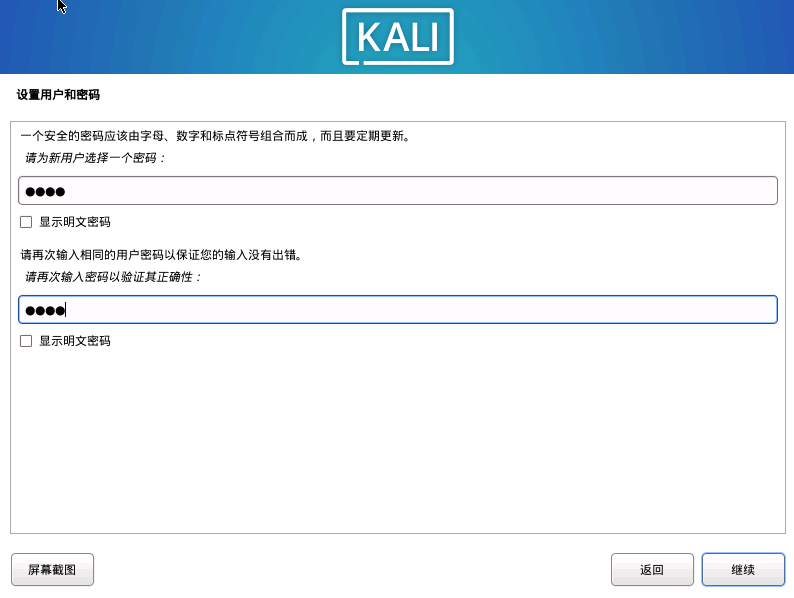 KALI
设置用户和密码
一个安全的密码应该由字母、数字和标点符号组合而成，而且要定期更新。
请为新用户选择一个密码：
●●●●
显示明文密码
请再次输入相同的用户密码以保证您的输入没有出错。
请再次输入密码以验证其正确性：
●●●●
显示明文密码
屏幕截图
返回
继续